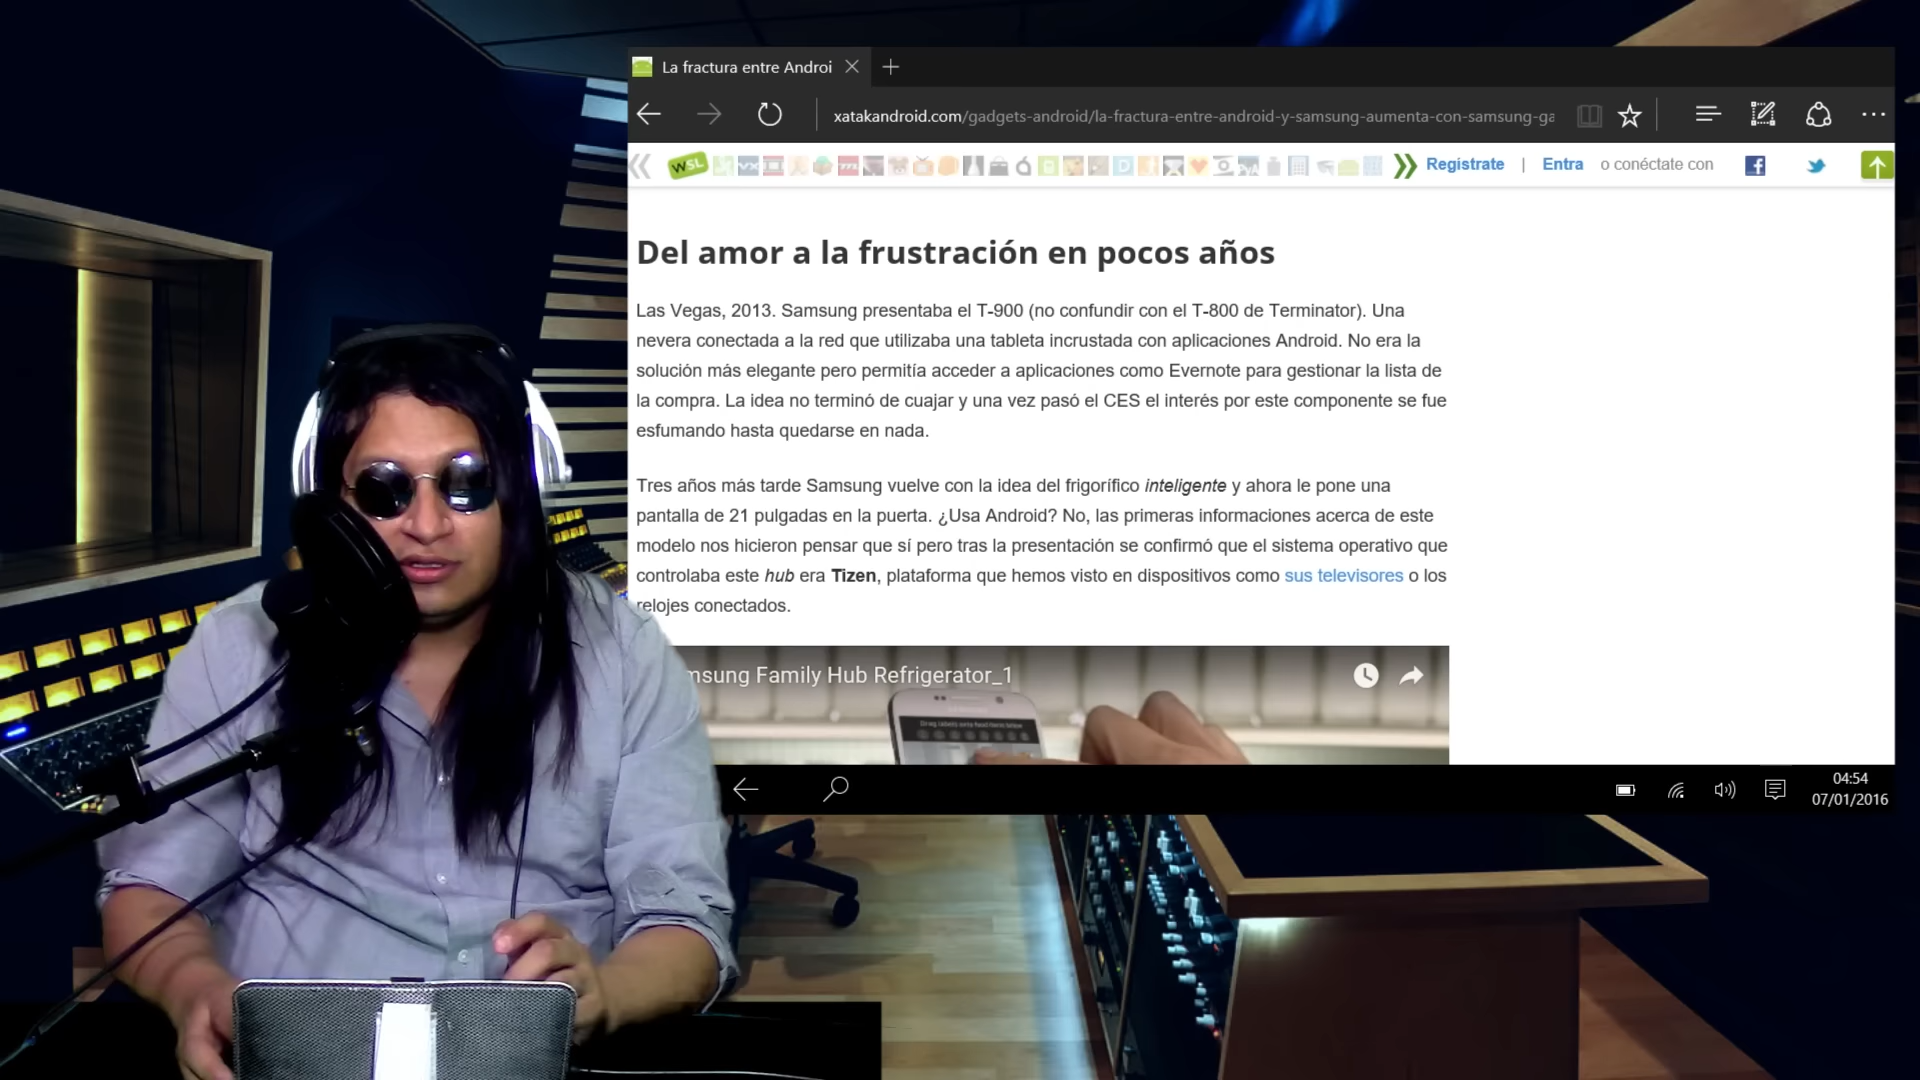 La fractura entre Androi
xatakandroid.com/gadgets-android/la-fractura-entre-android-y-samsung-aumenta-con-samsung-ga
WSL
Registrate | Entra o conéctate con
Del amor a la frustración en pocos años
Las Vegas, 2013. Samsung presentaba el T-900 (no confundir con el T-800 de Terminator). Una
nevera conectada a la red que utilizaba una tableta incrustada con aplicaciones Android. No era la
solución más elegante pero permitía acceder a aplicaciones como Evernote para gestionar la lista de
la compra. La idea no terminó de cuajar y una vez pasó el CES el interés por este componente se fue
esfumando hasta quedarse en nada.
Tres años más tarde Samsung vuelve con la idea del frigorífico inteligente y ahora le pone una
pantalla de 21 pulgadas en la puerta. ¿Usa Android? No, las primeras informaciones acerca de este
modelo nos hicieron pensar que sí pero tras la presentación se confirmó que el sistema operativo que
controlaba este hub era Tizen, plataforma que hemos visto en dispositivos como sus televisores o los
relojes conectados.
msung Family Hub Refrigerator_1
04:54
07/01/2016